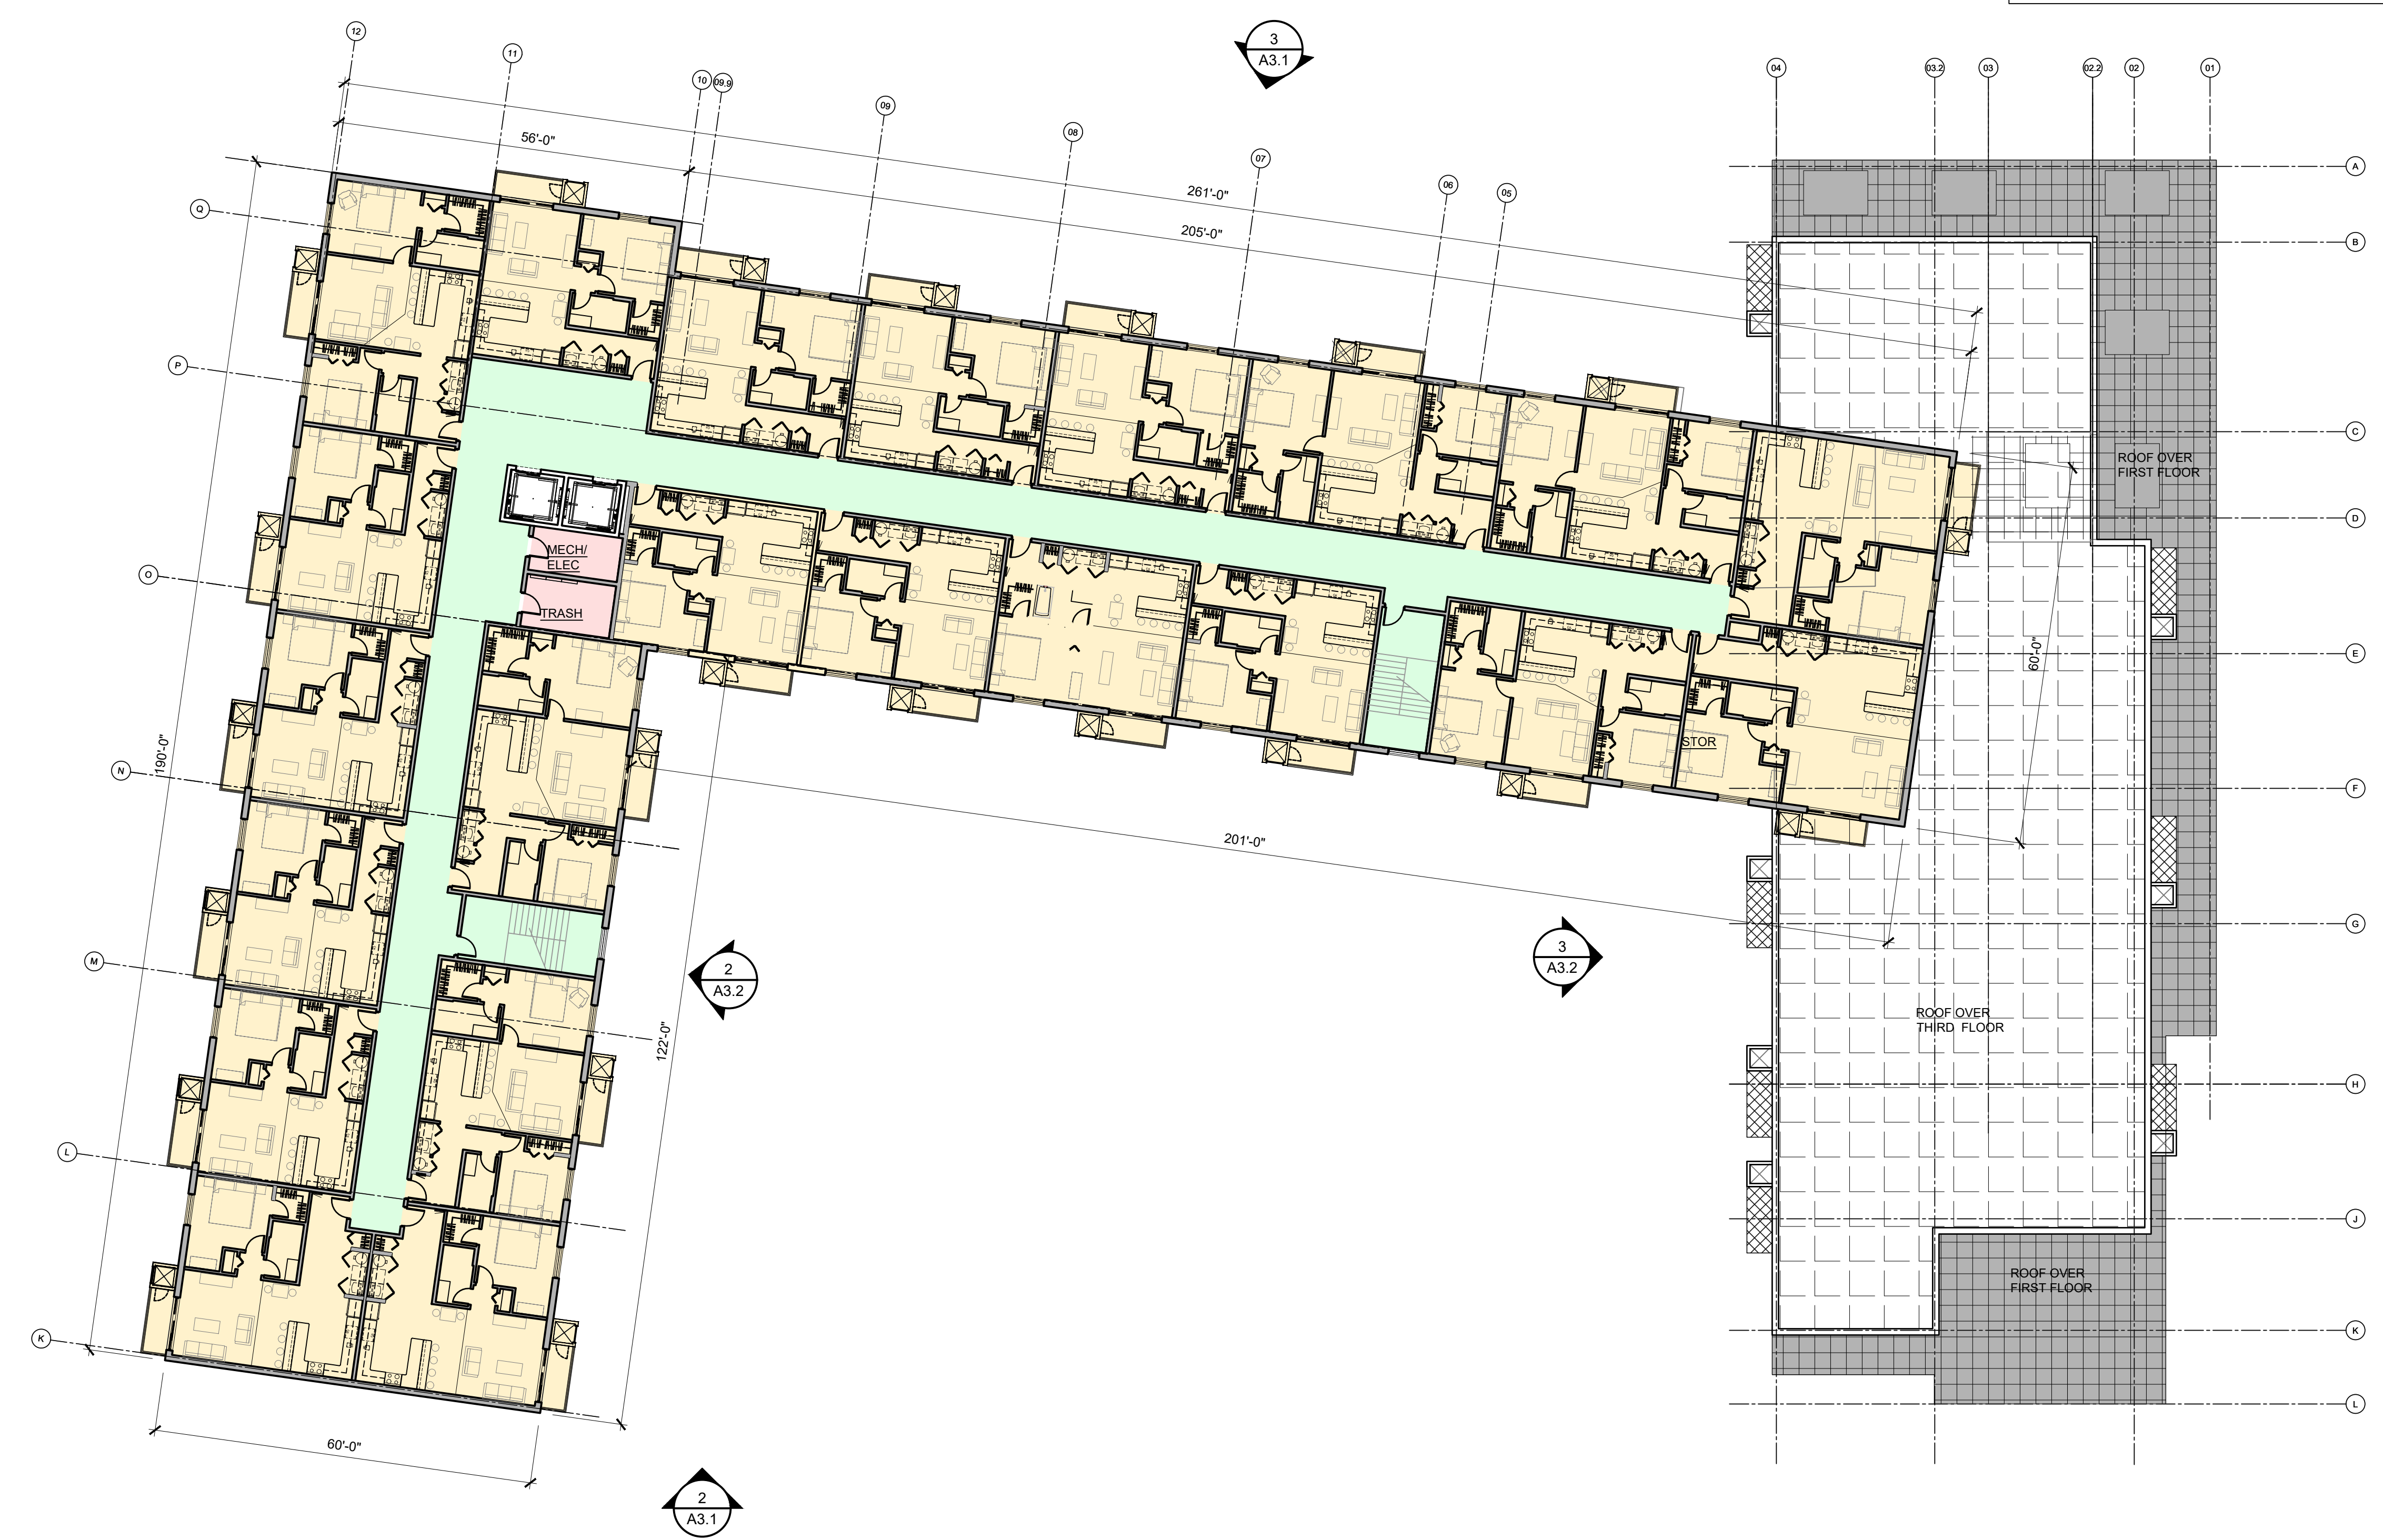 12
11
10
09.9
09
08
07
06
05
04
03.2
03
02.2
02
01
3
A3.1
56'-0"
261'-0"
205'-0"
Q
P
O
N
M
L
K
A
B
C
D
E
F
G
H
J
K
L
MECH/
ELEC
TRASH
STOR
ROOF OVER
FIRST FLOOR
60'-0"
190'-0"
201'-0"
122'-0"
2
A3.2
3
A3.2
ROOF OVER
THIRD FLOOR
ROOF OVER
FIRST FLOOR
60'-0"
2
A3.1